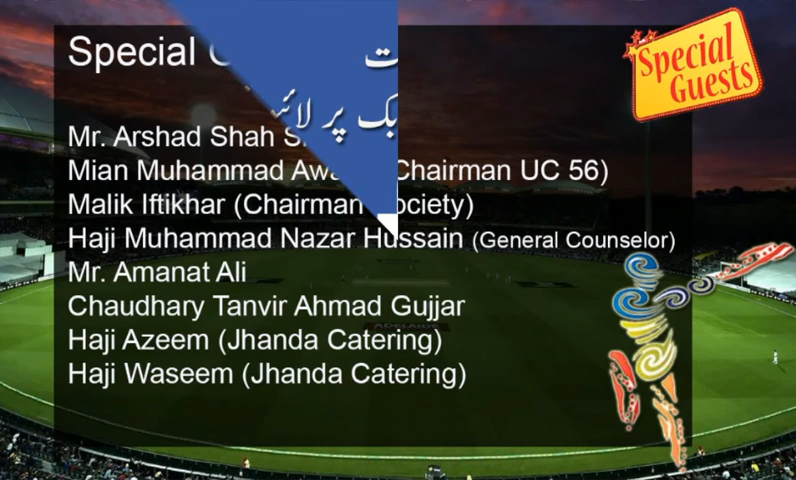 Special
Special
Guests
بک پر لائ
Mr. Arshad Shah S
Mian Muhammad Awa Chairman UC 56)
Malik Iftikhar (Chairman ociety)
Haji Muhammad Nazar Hussain (General Counselor)
Mr. Amanat Ali
Chaudhary Tanvir Ahmad Gujjar
Haji Azeem (Jhanda Catering)
Haji Waseem (Jhanda Catering)